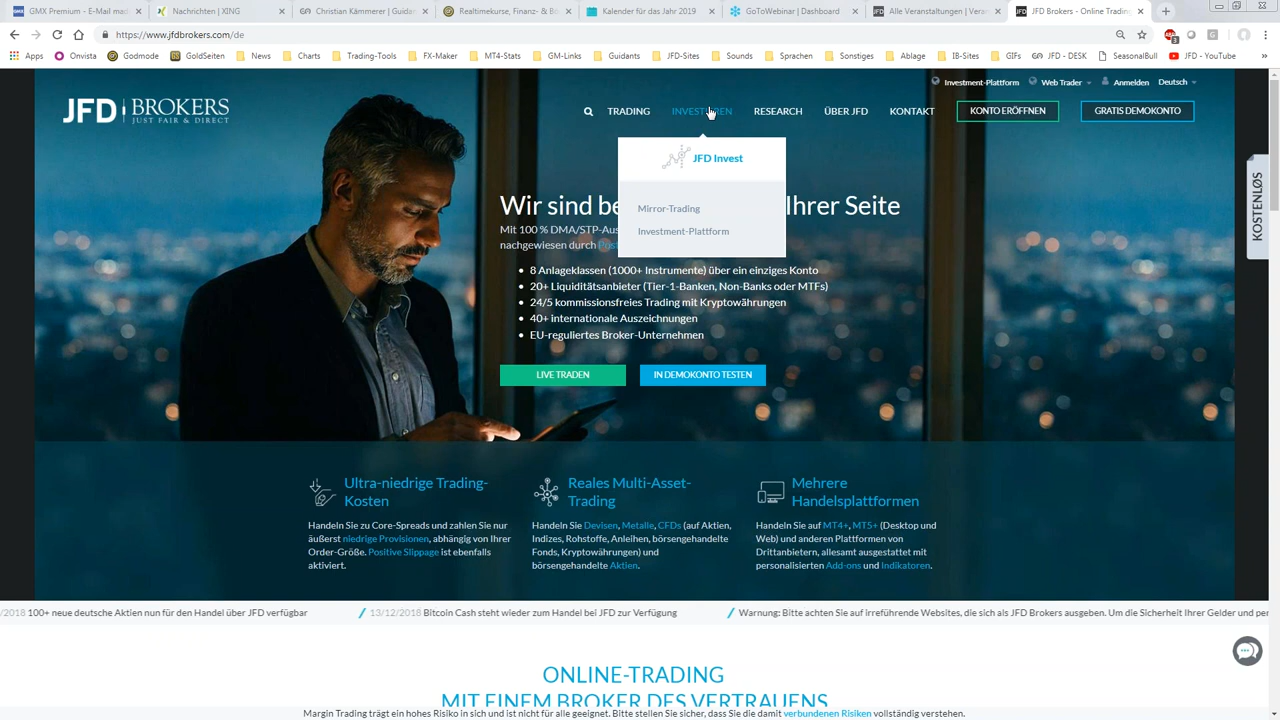 GMX Premium - E-Mail mad
Nachrichten | XING
Christian Kämmerer | Guidan
Realtimekurse, Finanz- & Bö
Kalender für das Jahr 2019
GoToWebinar | Dashboard
Alle Veranstaltungen | Veran
JFD Brokers - Online Trading
https://www.jfdbrokers.com/de
Apps Onvista Godmode GoldSeiten News Charts Trading-Tools FX-Maker MT4-Stats GM-Links Guidants JFD-Sites Sounds Sprachen Sonstiges Ablage IB-Sites GIFs JFD - DESK SeasonalBull JFD - YouTube »
Investment-Plattform Web Trader Anmelden Deutsch
JFD BROKERS
JUST FAIR & DIRECT
TRADING INVESTIEREN RESEARCH ÜBER JFD KONTAKT KONTO ERÖFFNEN GRATIS DEMOKONTO
JFD Invest
Mirror-Trading
Investment-Plattform
KOSTENLOS
Wir sind be Ihrer Seite
Mit 100 % DMA/STP-Aus
nachgewiesen durch
• 8 Anlageklassen (1000+ Instrumente) über ein einziges Konto
• 20+ Liquiditätsanbieter (Tier-1-Banken, Non-Banks oder MTFs)
• 24/5 kommissionsfreies Trading mit Kryptowährungen
• 40+ internationale Auszeichnungen
• EU-reguliertes Broker-Unternehmen
LIVE TRADEN IN DEMOKONTO TESTEN
Ultra-niedrige Trading-
Kosten
Handeln Sie zu Core-Spreads und zahlen Sie nur
äußerst niedrige Provisionen, abhängig von Ihrer
Order-Größe. Positive Slippage ist ebenfalls
aktiviert.
Reales Multi-Asset-
Trading
Handeln Sie Devisen, Metalle, CFDs (auf Aktien,
Indizes, Rohstoffe, Anleihen, börsengehandelte
Fonds, Kryptowährungen) und
börsengehandelte Aktien.
Mehrere
Handelsplattformen
Handeln Sie auf MT4+, MT5+ (Desktop und
Web) und anderen Plattformen von
Drittanbietern, allesamt ausgestattet mit
personalisierten Add-ons und Indikatoren.
/2018 100+ neue deutsche Aktien nun für den Handel über JFD verfügbar / 13/12/2018 Bitcoin Cash steht wieder zum Handel bei JFD zur Verfügung / Warnung: Bitte achten Sie auf irreführende Websites, die sich als JFD Brokers ausgeben. Um die Sicherheit Ihrer Gelder und per
ONLINE-TRADING
MIT EINEM BROKER DES VERTRAUENS
Margin Trading trägt ein hohes Risiko in sich und ist nicht für alle geeignet. Bitte stellen Sie sicher, dass Sie die damit verbundenen Risiken vollständig verstehen.